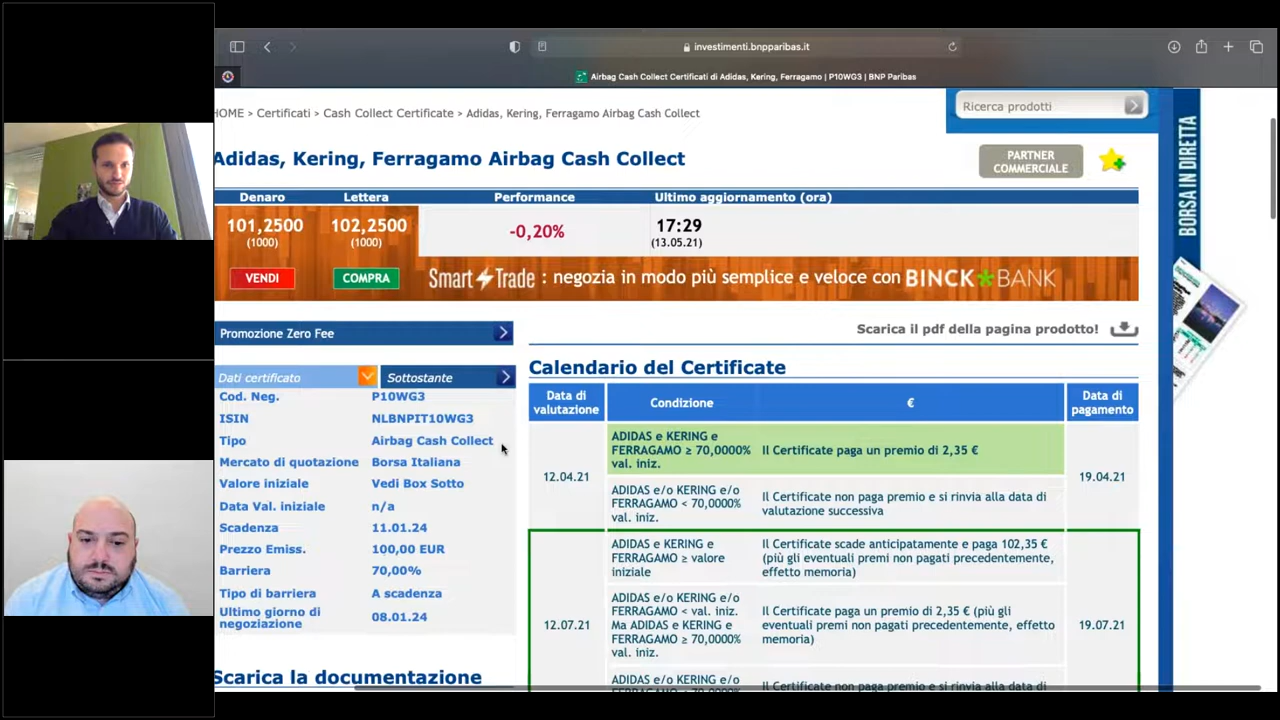 investimenti.bnpparibas.it
Airbag Cash Collect Certificati di Adidas, Kering, Ferragamo | P10WG3 | BNP Paribas
HOME > Certificati > Cash Collect Certificate > Adidas, Kering, Ferragamo Airbag Cash Collect
Ricerca prodotti
Adidas, Kering, Ferragamo Airbag Cash Collect
PARTNER
COMMERCIALE
BORSA IN DIRETTA
Denaro Lettera Performance Ultimo aggiornamento (ora)
101,2500 102,2500 -0,20% 17:29
(1000) (1000) (13.05.21)
VENDI COMPRA Smart Trade : negozia in modo più semplice e veloce con BINCK BANK
Promozione Zero Fee
Scarica il pdf della pagina prodotto!
Dati certificato Sottostante
Cod. Neg. P10WG3
ISIN NLBNPIT10WG3
Tipo Airbag Cash Collect
Mercato di quotazione Borsa Italiana
Valore iniziale Vedi Box Sotto
Data Val. iniziale n/a
Scadenza 11.01.24
Prezzo Emiss. 100,00 EUR
Barriera 70,00%
Tipo di barriera A scadenza
Ultimo giorno di
negoziazione 08.01.24
Scarica la documentazione
Calendario del Certificate
Data di
valutazione
Condizione
€
Data di
pagamento
12.04.21
ADIDAS e KERING e
FERRAGAMO ≥ 70,0000%
val. iniz.
Il Certificate paga un premio di 2,35 €
19.04.21
ADIDAS e/o KERING e/o
FERRAGAMO < 70,0000%
val. iniz.
Il Certificate non paga premio e si rinvia alla data di
valutazione successiva
ADIDAS e KERING e
FERRAGAMO ≥ valore
iniziale
Il Certificate scade anticipatamente e paga 102,35 €
(più gli eventuali premi non pagati precedentemente,
effetto memoria)
12.07.21
ADIDAS e/o KERING e/o
FERRAGAMO < val. iniz.
Ma ADIDAS e KERING e
FERRAGAMO ≥ 70,0000%
val. iniz.
Il Certificate paga un premio di 2,35 € (più gli
eventuali premi non pagati precedentemente, effetto
memoria)
19.07.21
ADIDAS e/o KERING e/o
Il Certificate non paga premio e si rinvia alla data di